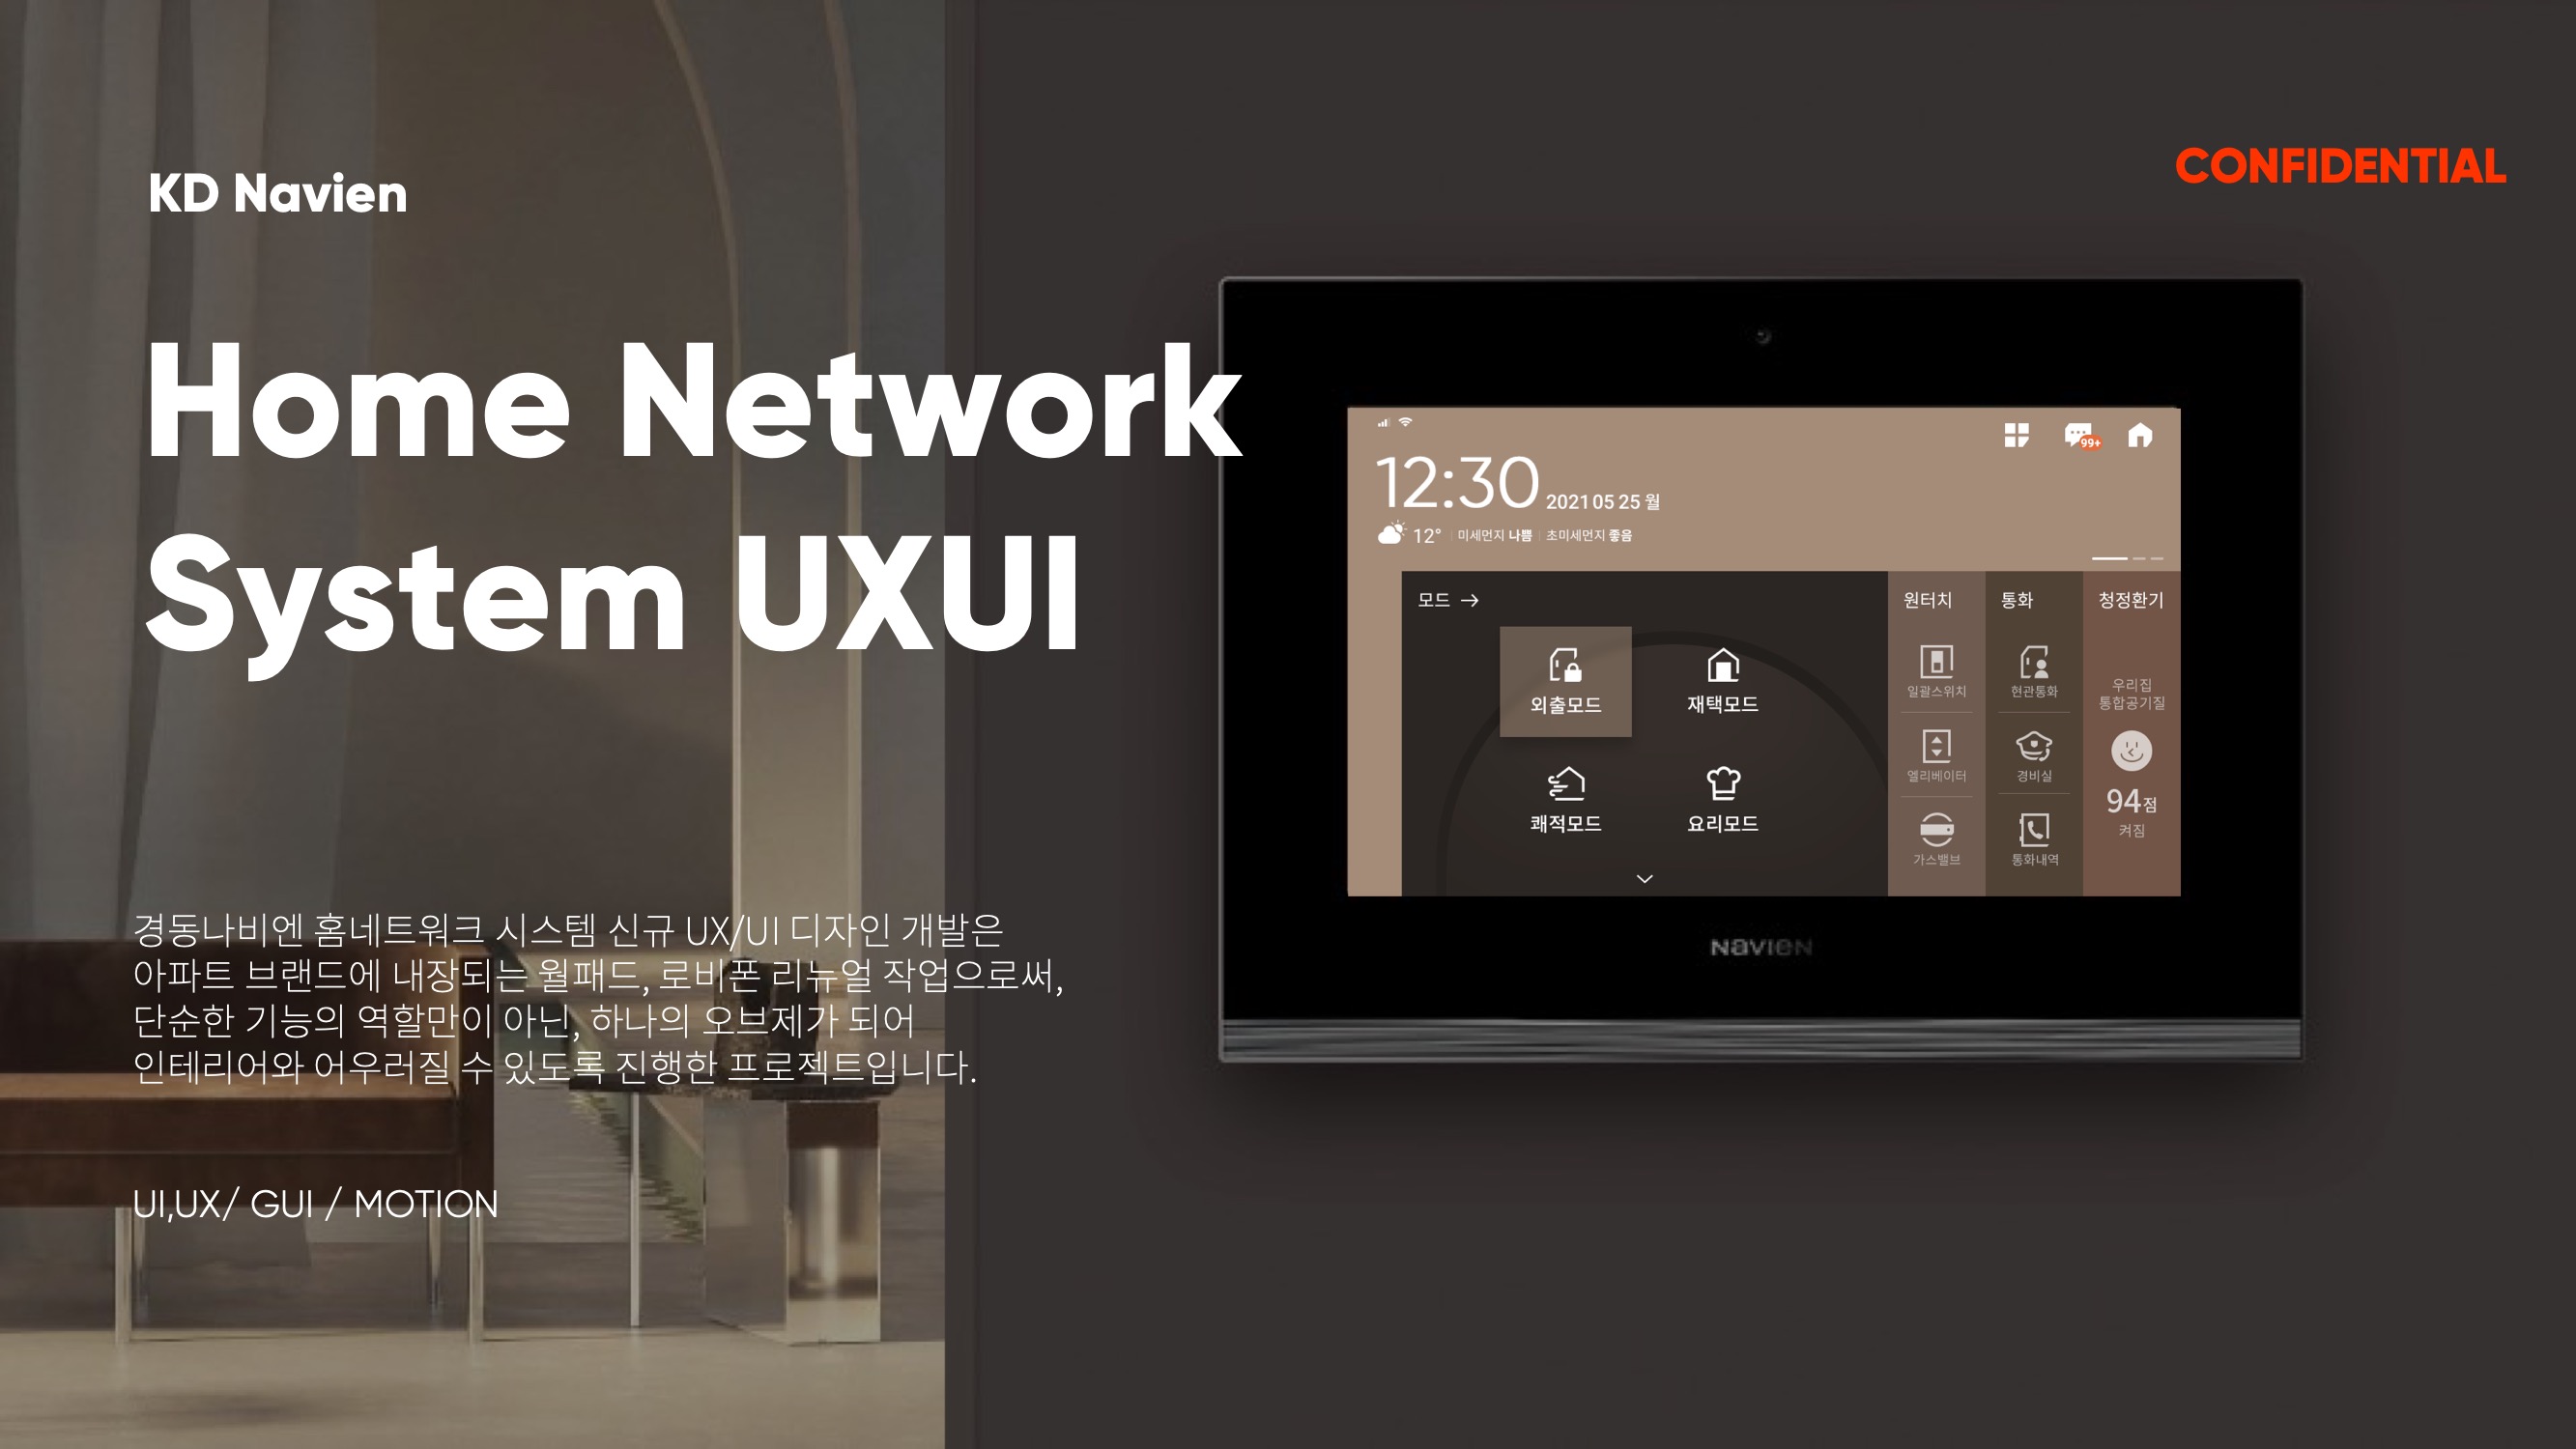 KD Navien
CONFIDENTIAL
Home Network
System UXUI
경동나비엔 홈네트워크 시스템 신규 UX/UI 디자인 개발은
아파트 브랜드에 내장되는 월패드, 로비폰 리뉴얼 작업으로써,
단순한 기능의 역할만이 아닌, 하나의 오브제가 되어
인테리어와 어우러질 수 있도록 진행한 프로젝트입니다.
UI,UX/ GUI / MOTION
99+
12:30 2021 05 25 월
12° 미세먼지 나쁨 초미세먼지 좋음
모드 →
외출모드
재택모드
쾌적모드
요리모드
원터치
일괄스위치
엘리베이터
가스밸브
통화
현관통화
경비실
통화내역
청정환기
우리집
통합공기질
94점
켜짐
NAVIEN